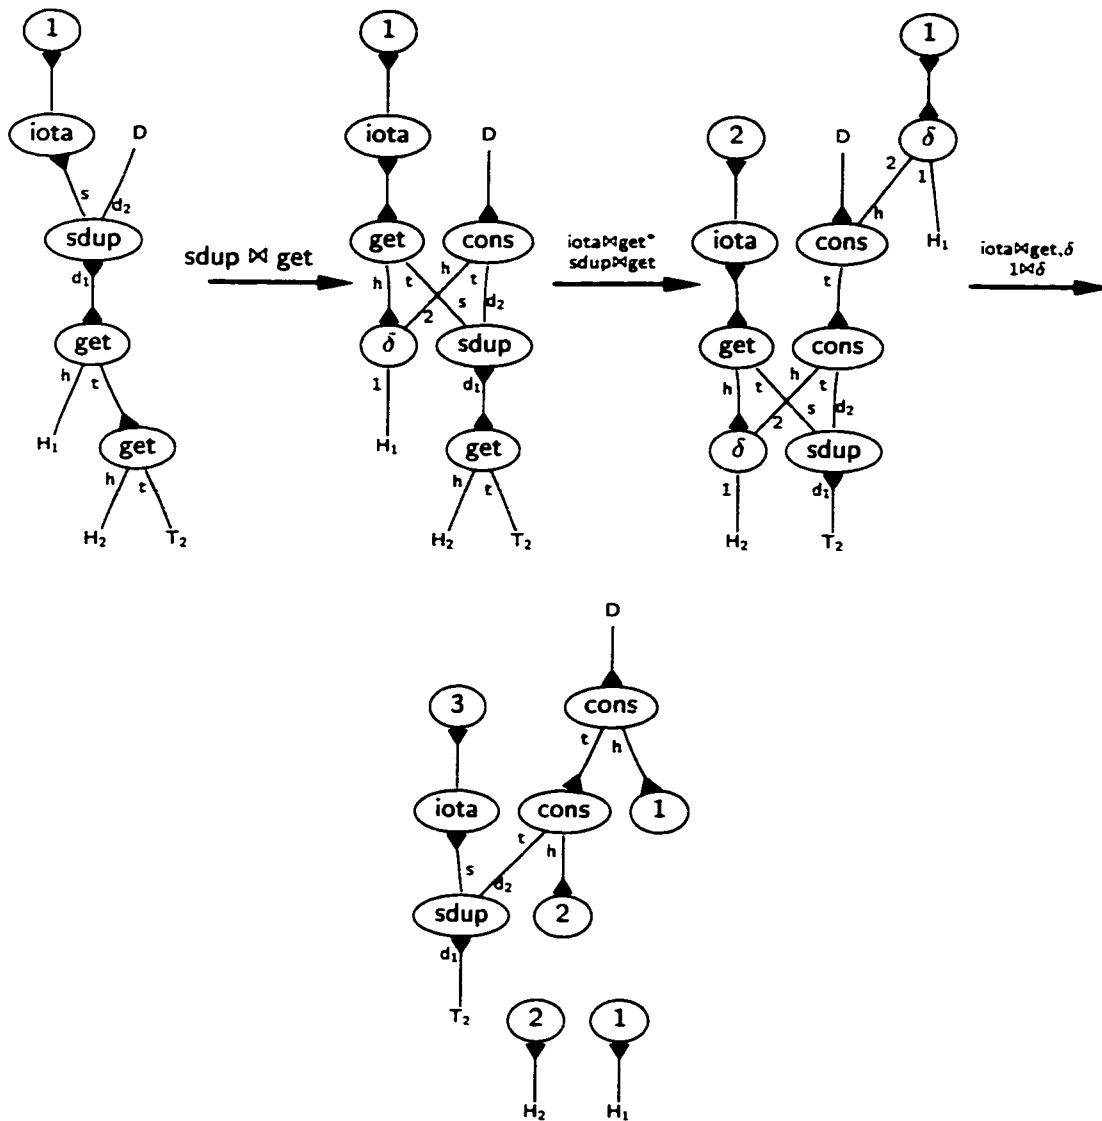 1
iota
D
s
d₂
sdup
d₁
get
h
t
H₁
get
h
t
H₂
T₂
sdup ⋈ get
1
iota
D
get
cons
h
t
h
t
2
s
d₂
δ
sdup
1
d₁
H₁
get
h
t
H₂
T₂
iota⋈get*
sdup⋈get
1
2
D
δ
2
1
h
iota
cons
H₁
t
get
cons
h
t
h
t
2
s
d₂
δ
sdup
1
d₁
H₂
T₂
iota⋈get,δ
1⋈δ
D
3
cons
t
h
iota
cons
1
s
t
h
d₂
sdup
2
d₁
T₂
2
1
H₂
H₁